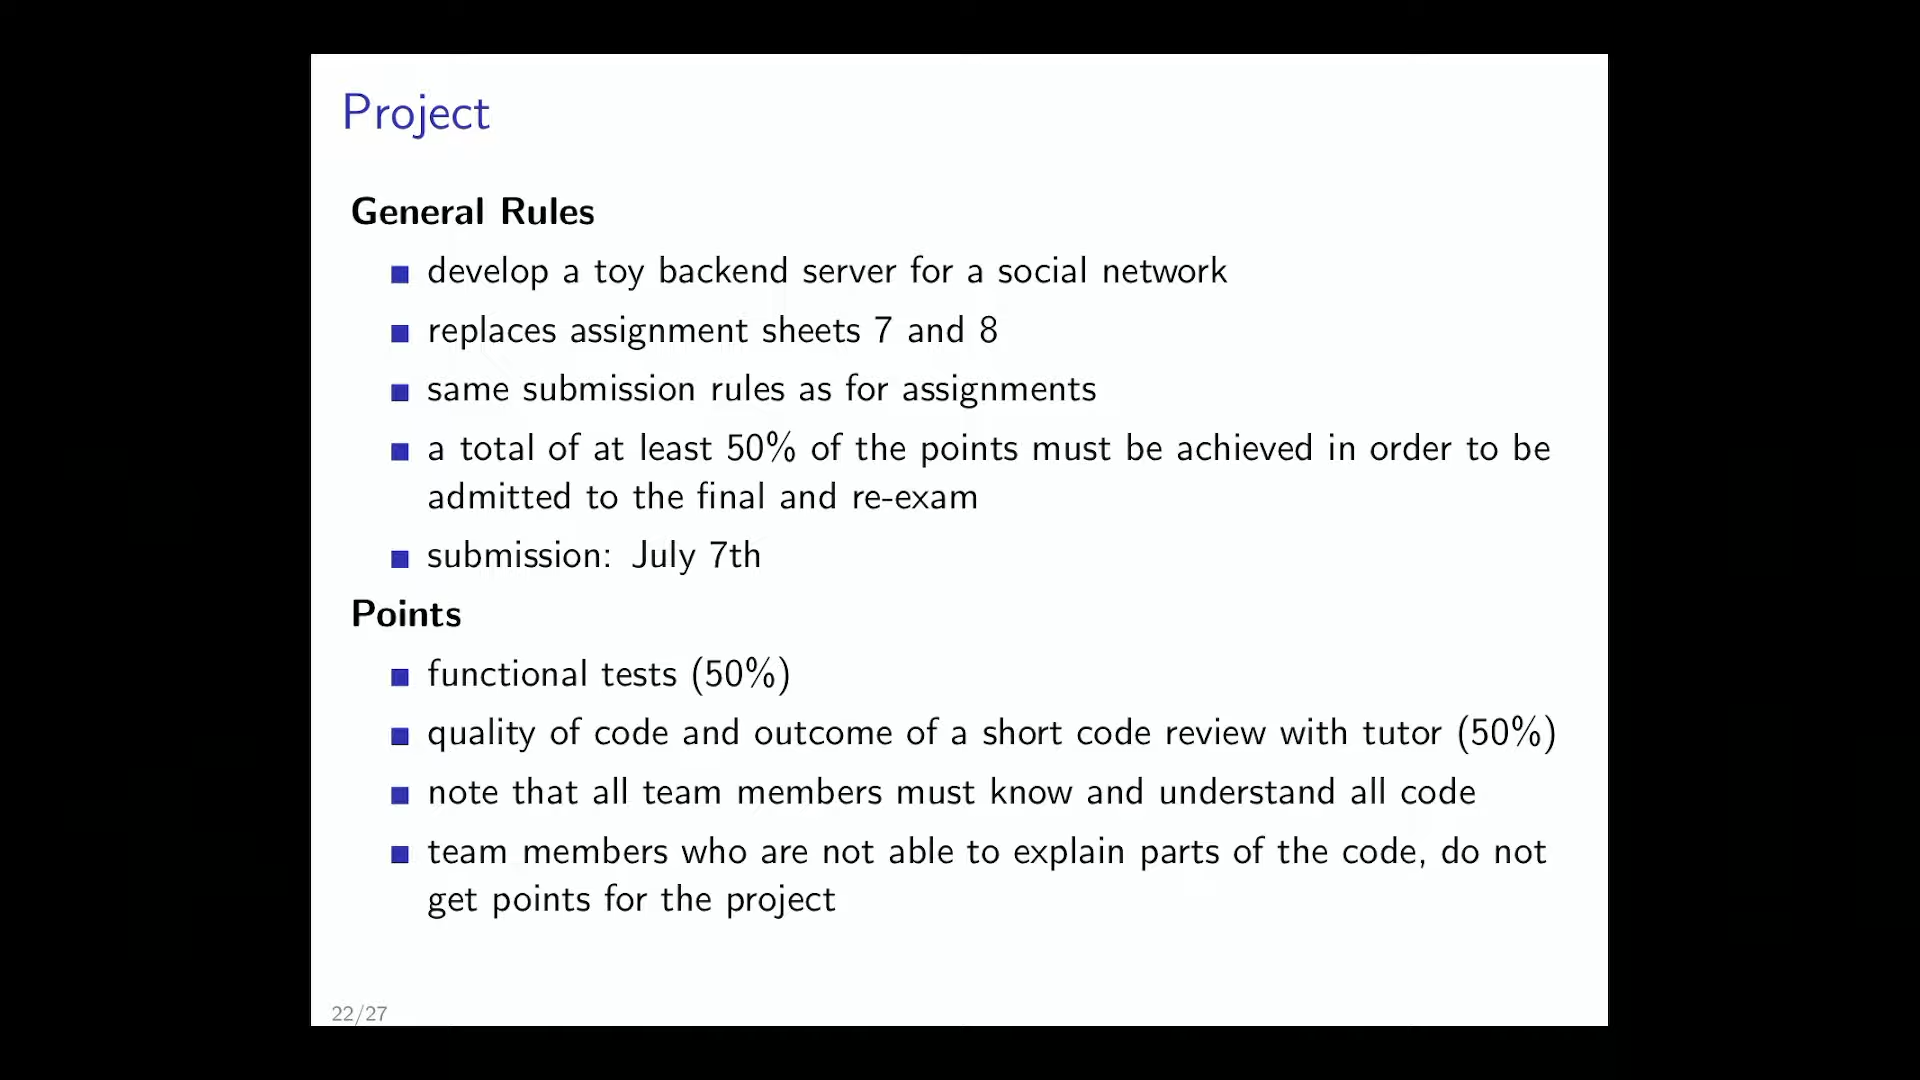 Project
General Rules
develop a toy backend server for a social network
replaces assignment sheets 7 and 8
same submission rules as for assignments
a total of at least 50% of the points must be achieved in order to be
admitted to the final and re-exam
submission: July 7th
Points
functional tests (50%)
quality of code and outcome of a short code review with tutor (50%)
note that all team members must know and understand all code
team members who are not able to explain parts of the code, do not
get points for the project
22/27